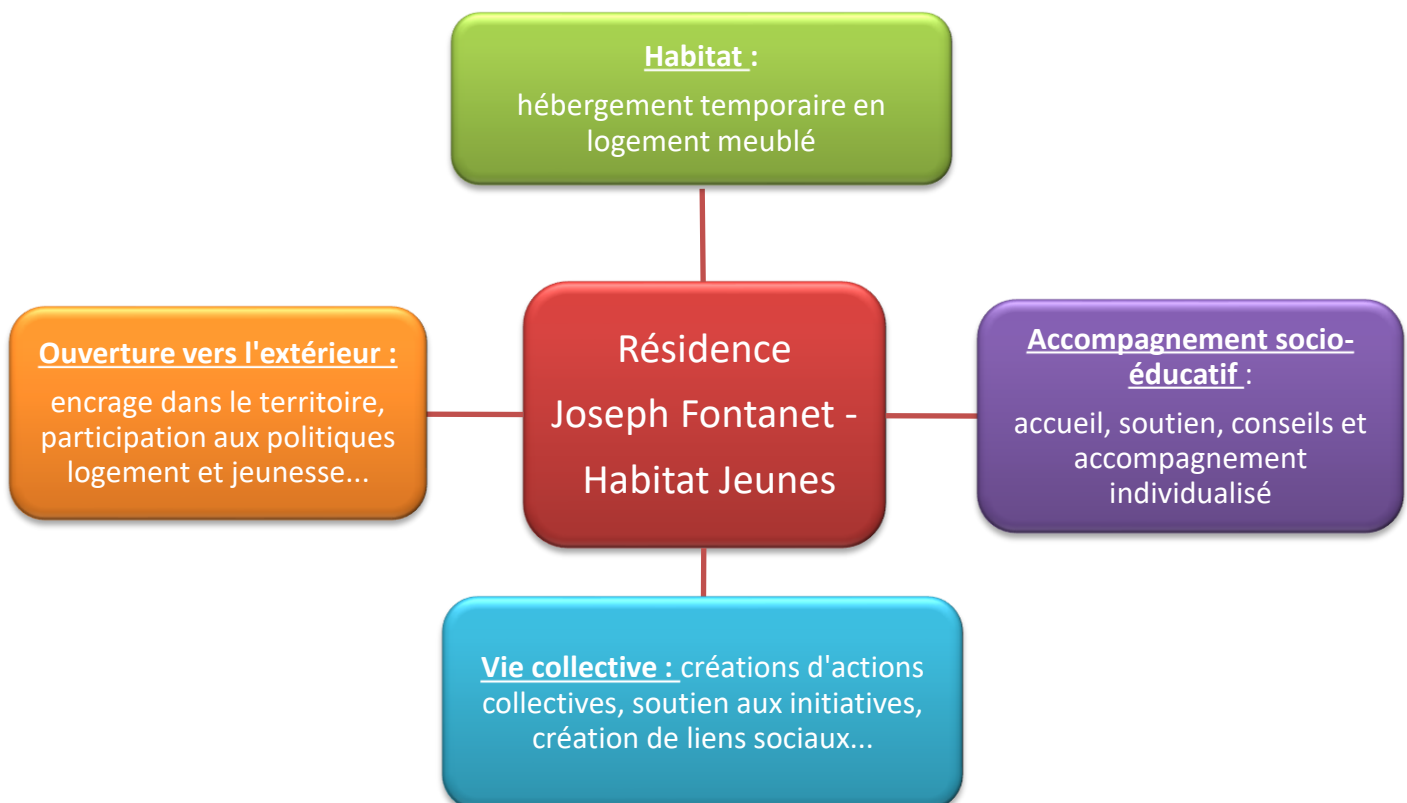 Habitat :
hébergement temporaire en
logement meublé
Ouverture vers l'extérieur :
encrage dans le territoire,
participation aux politiques
logement et jeunesse...
Résidence
Joseph Fontanet -
Habitat Jeunes
Accompagnement socio-
éducatif :
accueil, soutien, conseils et
accompagnement
individualisé
Vie collective : créations d'actions
collectives, soutien aux initiatives,
création de liens sociaux...